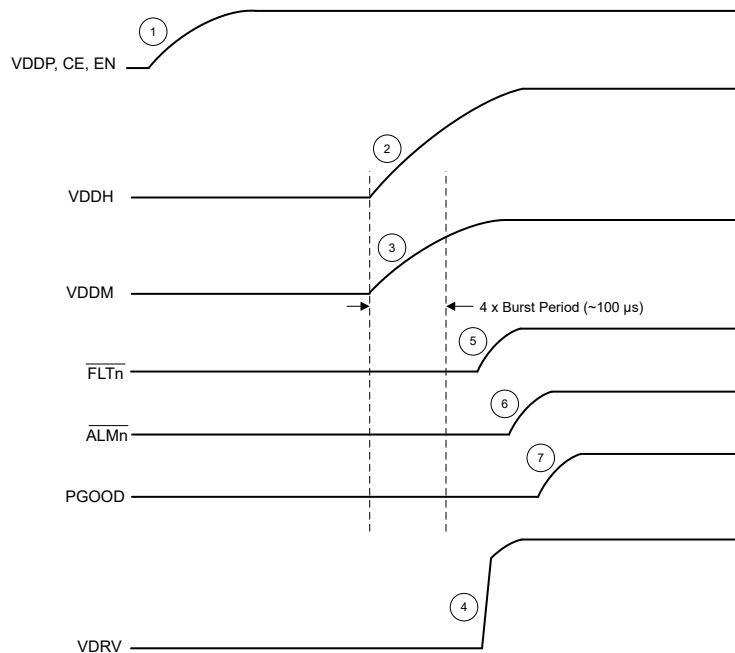 1
VDDP, CE, EN
2
VDDH
3
VDDM
4 x Burst Period (~100 µs)
5
FLTn
6
ALMn
7
PGOOD
4
VDRV